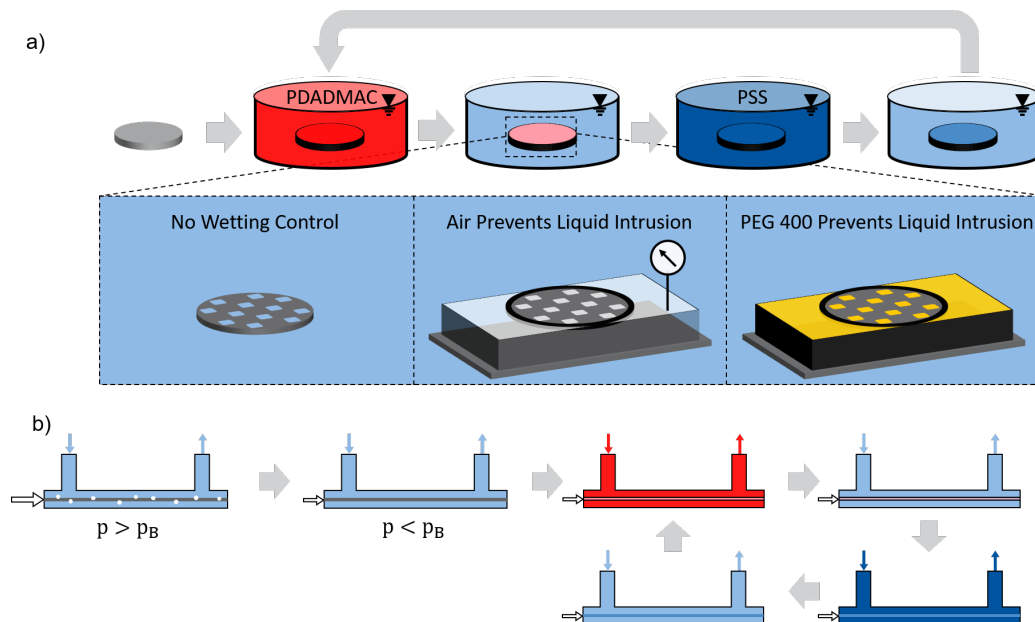 a)
PDADMAC
PSS
No Wetting Control
Air Prevents Liquid Intrusion
PEG 400 Prevents Liquid Intrusion
b)
p > pB
p < pB